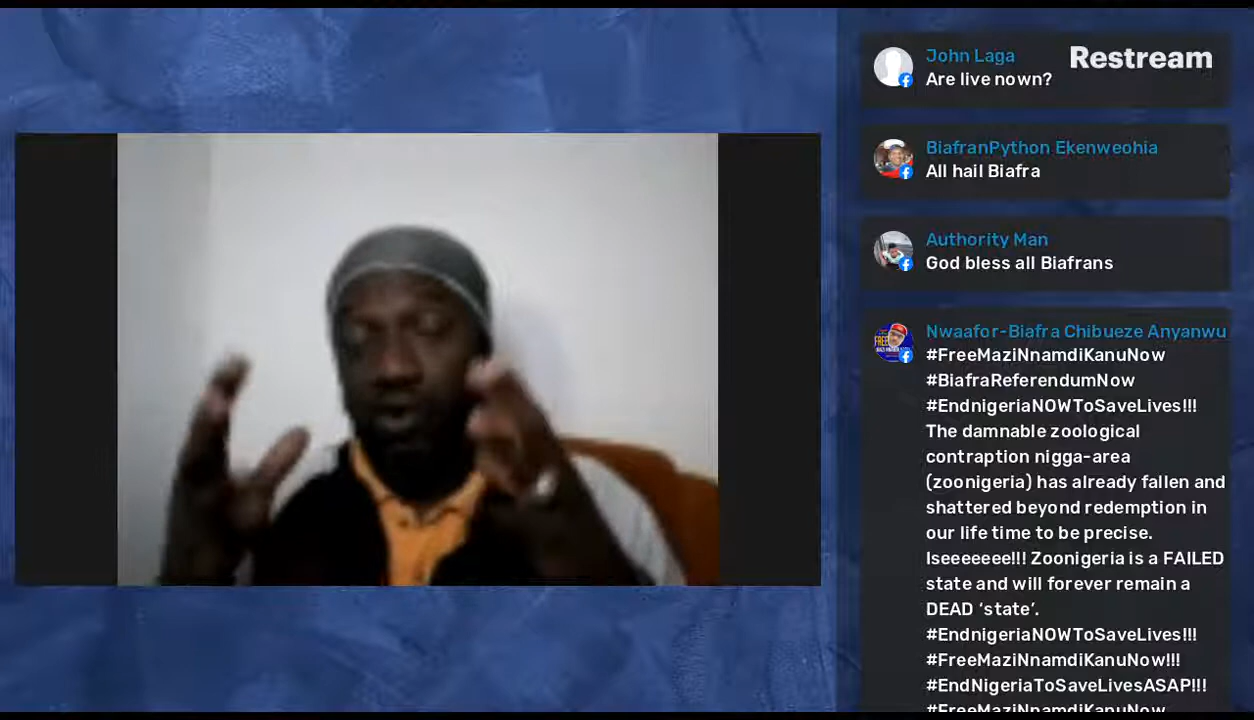 John Laga
Restream
Are live nown?
BiafranPython Ekenweohia
All hail Biafra
Authority Man
God bless all Biafrans
Nwaafor-Biafra Chibueze Anyanwu
#FreeMaziNnamdiKanuNow
#BiafraReferendumNow
#EndnigeriaNOWToSaveLives!!!
The damnable zoological
contraption nigga-area
(zoonigeria) has already fallen and
shattered beyond redemption in
our life time to be precise.
Iseeeeeee!!! Zoonigeria is a FAILED
state and will forever remain a
DEAD ‘state’.
#EndnigeriaNOWToSaveLives!!!
#FreeMaziNnamdiKanuNow!!!
#EndNigeriaToSaveLivesASAP!!!
#FreeMaziNnamdiKanuNow